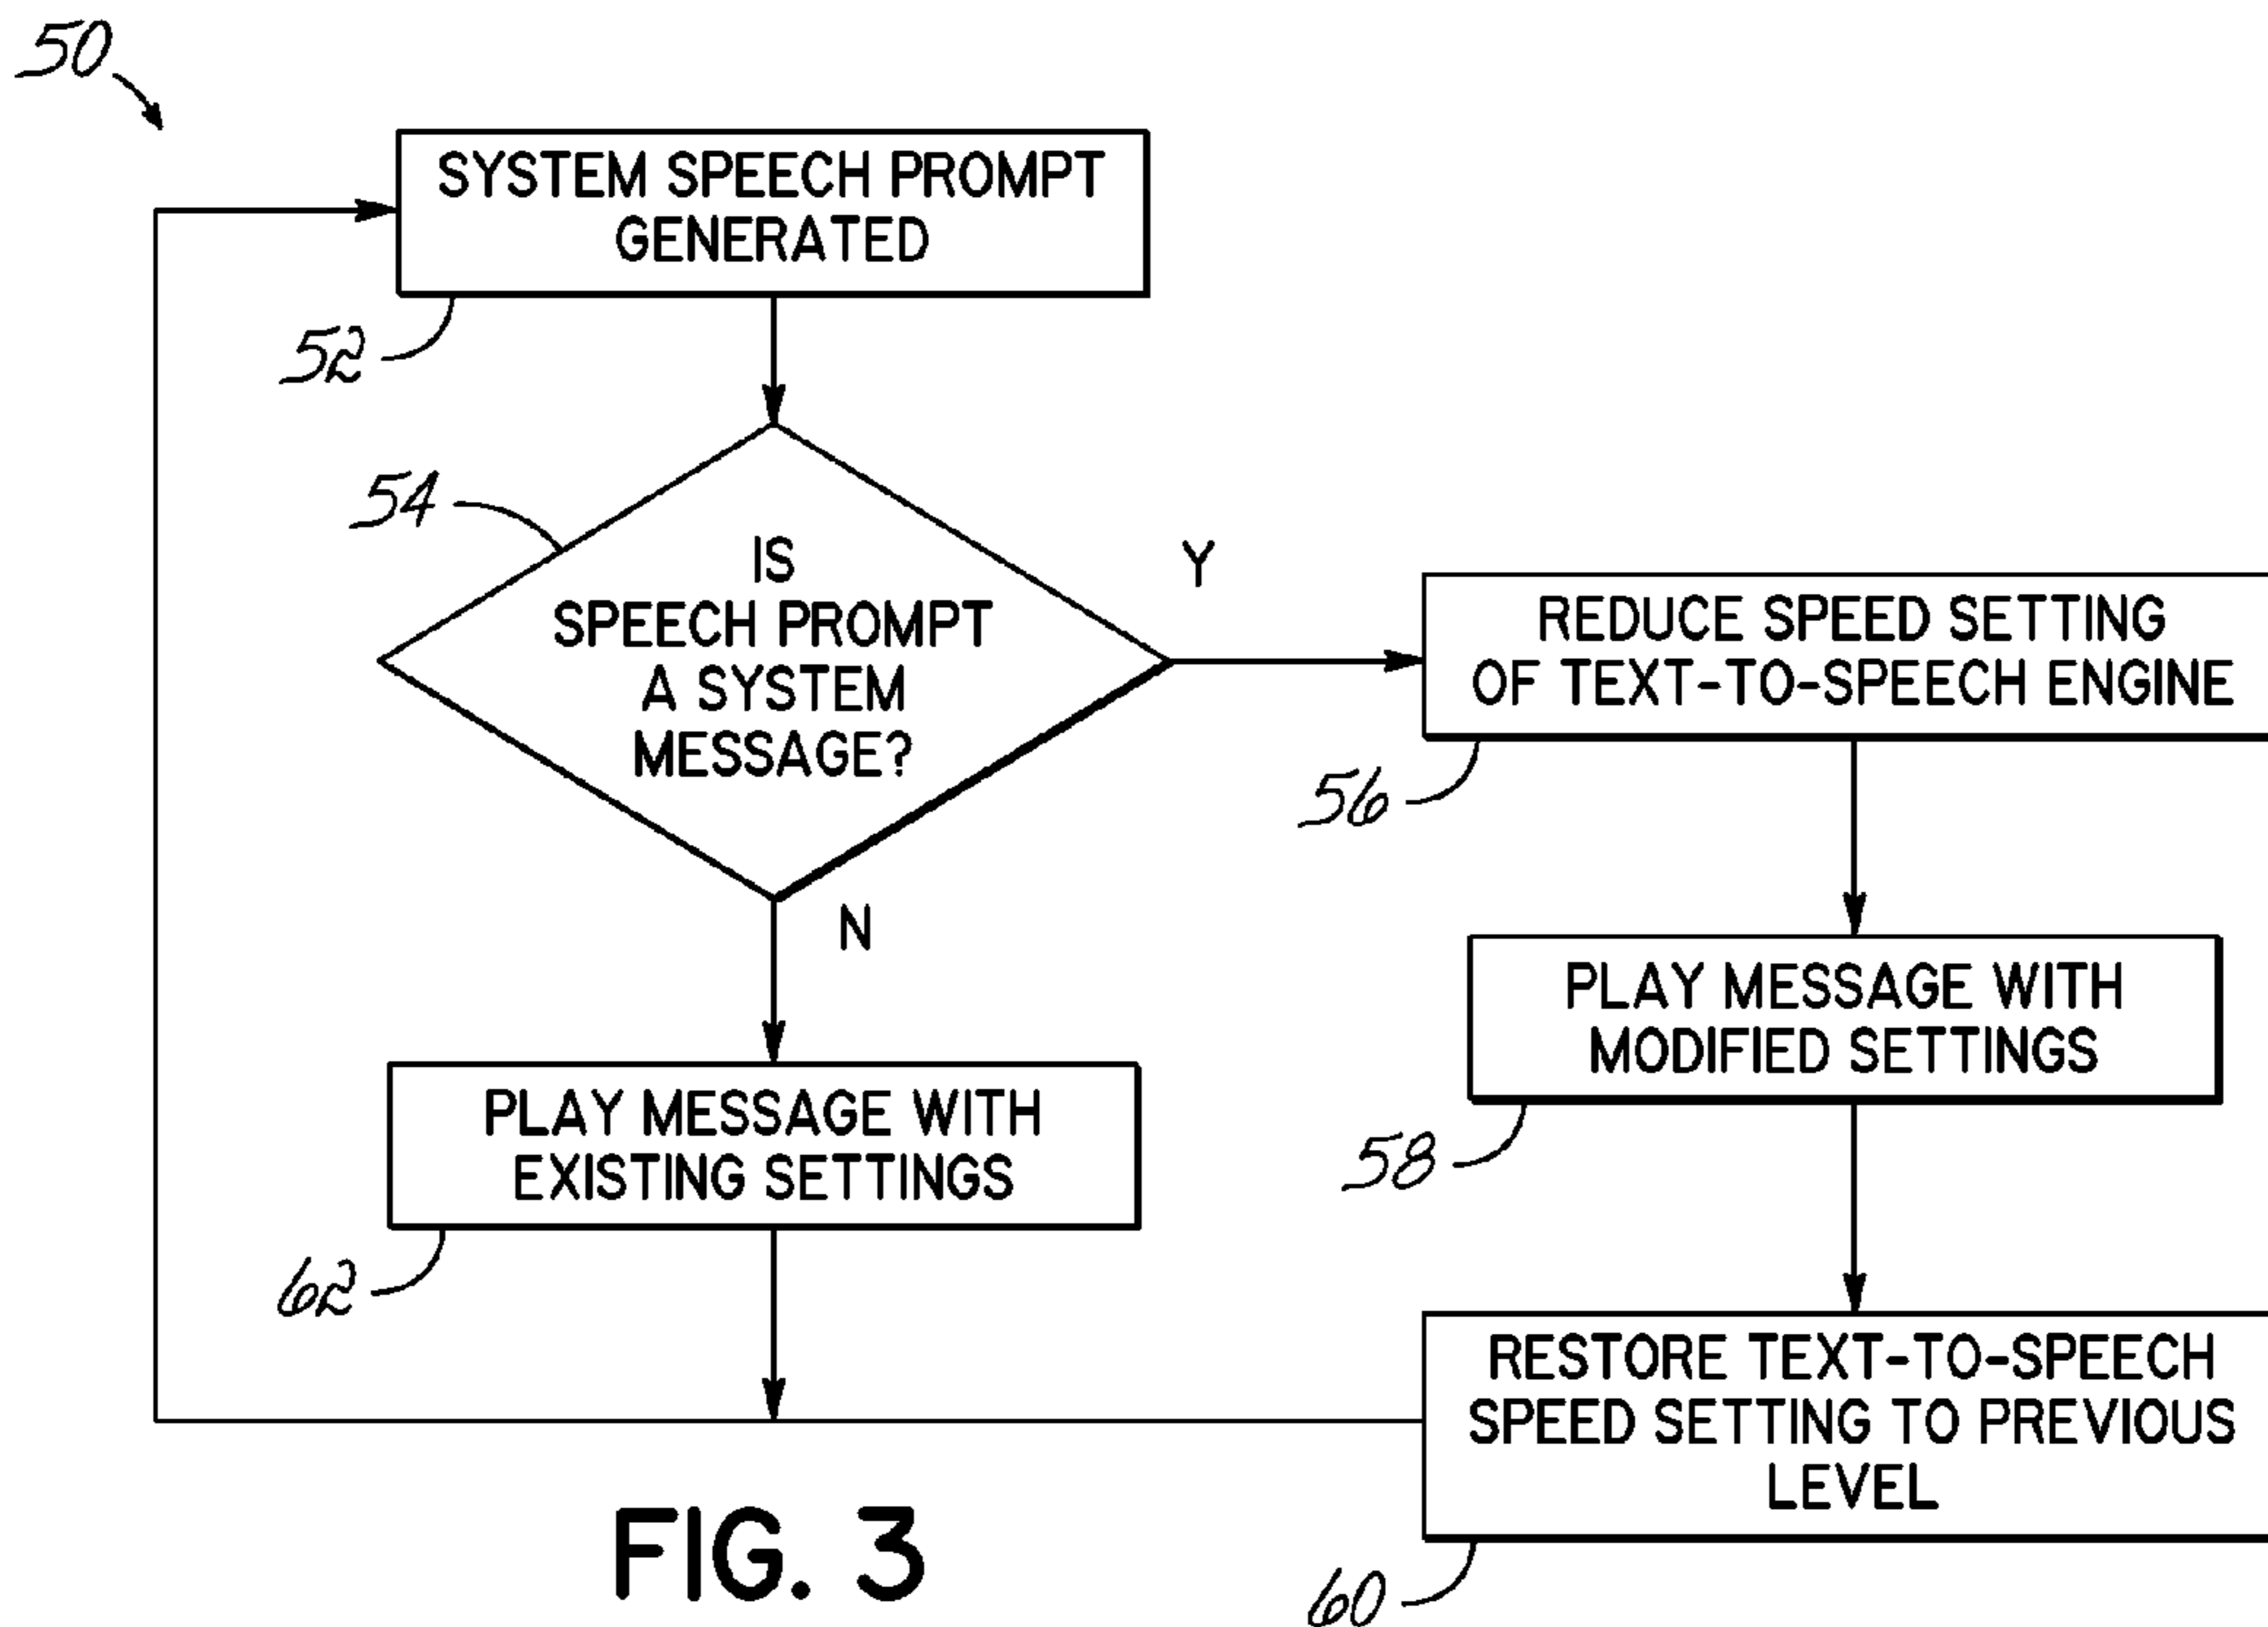 50
SYSTEM SPEECH PROMPT
GENERATED
52
54
IS
SPEECH PROMPT
A SYSTEM
MESSAGE?
Y
REDUCE SPEED SETTING
OF TEXT-TO-SPEECH ENGINE
56
N
PLAY MESSAGE WITH
MODIFIED SETTINGS
58
PLAY MESSAGE WITH
EXISTING SETTINGS
62
RESTORE TEXT-TO-SPEECH
SPEED SETTING TO PREVIOUS
LEVEL
60
FIG. 3